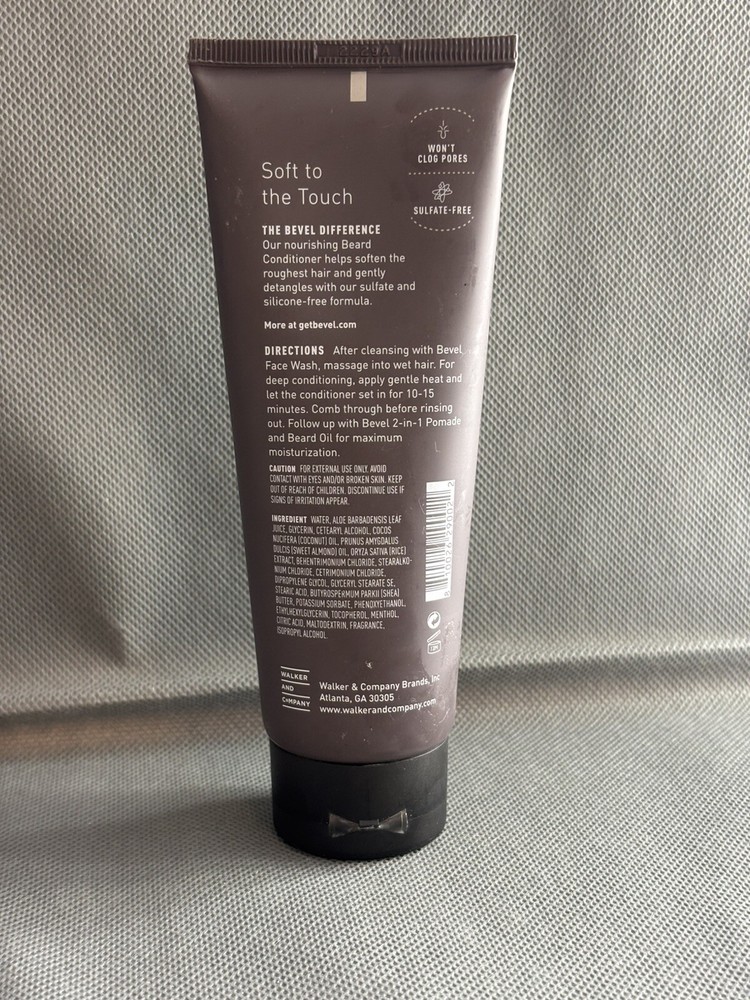 2229A
WON'T
CLOG PORES
SULFATE-FREE
Soft to
the Touch
THE BEVEL DIFFERENCE
Our nourishing Beard
Conditioner helps soften the
roughest hair and gently
detangles with our sulfate and
silicone-free formula.
More at getbevel.com
DIRECTIONS After cleansing with Bevel
Face Wash, massage into wet hair. For
deep conditioning, apply gentle heat and
let the conditioner set in for 10-15
minutes. Comb through before rinsing
out. Follow up with Bevel 2-in-1 Pomade
and Beard Oil for maximum
moisturization.
CAUTION FOR EXTERNAL USE ONLY. AVOID
CONTACT WITH EYES AND/OR BROKEN SKIN. KEEP
OUT OF REACH OF CHILDREN. DISCONTINUE USE IF
SIGNS OF IRRITATION APPEAR.
INGREDIENT WATER, ALOE BARBADENSIS LEAF
JUICE, GLYCERIN, CETEARYL ALCOHOL, COCOS
NUCIFERA (COCONUT) OIL, PRUNUS AMYGDALUS
DULCIS (SWEET ALMOND) OIL, ORYZA SATIVA (RICE)
EXTRACT, BEHENTRIMONIUM CHLORIDE, STEARALKO-
NIUM CHLORIDE, CETRIMONIUM CHLORIDE,
DIPROPYLENE GLYCOL, GLYCERYL STEARATE SE,
STEARIC ACID, BUTYROSPERMUM PARKII (SHEA)
BUTTER, POTASSIUM SORBATE, PHENOXYETHANOL,
ETHYLHEXYLGLYCERIN, TOCOPHEROL, MENTHOL,
CITRIC ACID, MALTODEXTRIN, FRAGRANCE,
ISOPROPYL ALCOHOL.
WALKER
AND
COMPANY
Walker & Company Brands, Inc
Atlanta, GA 30305
www.walkerandcompany.com